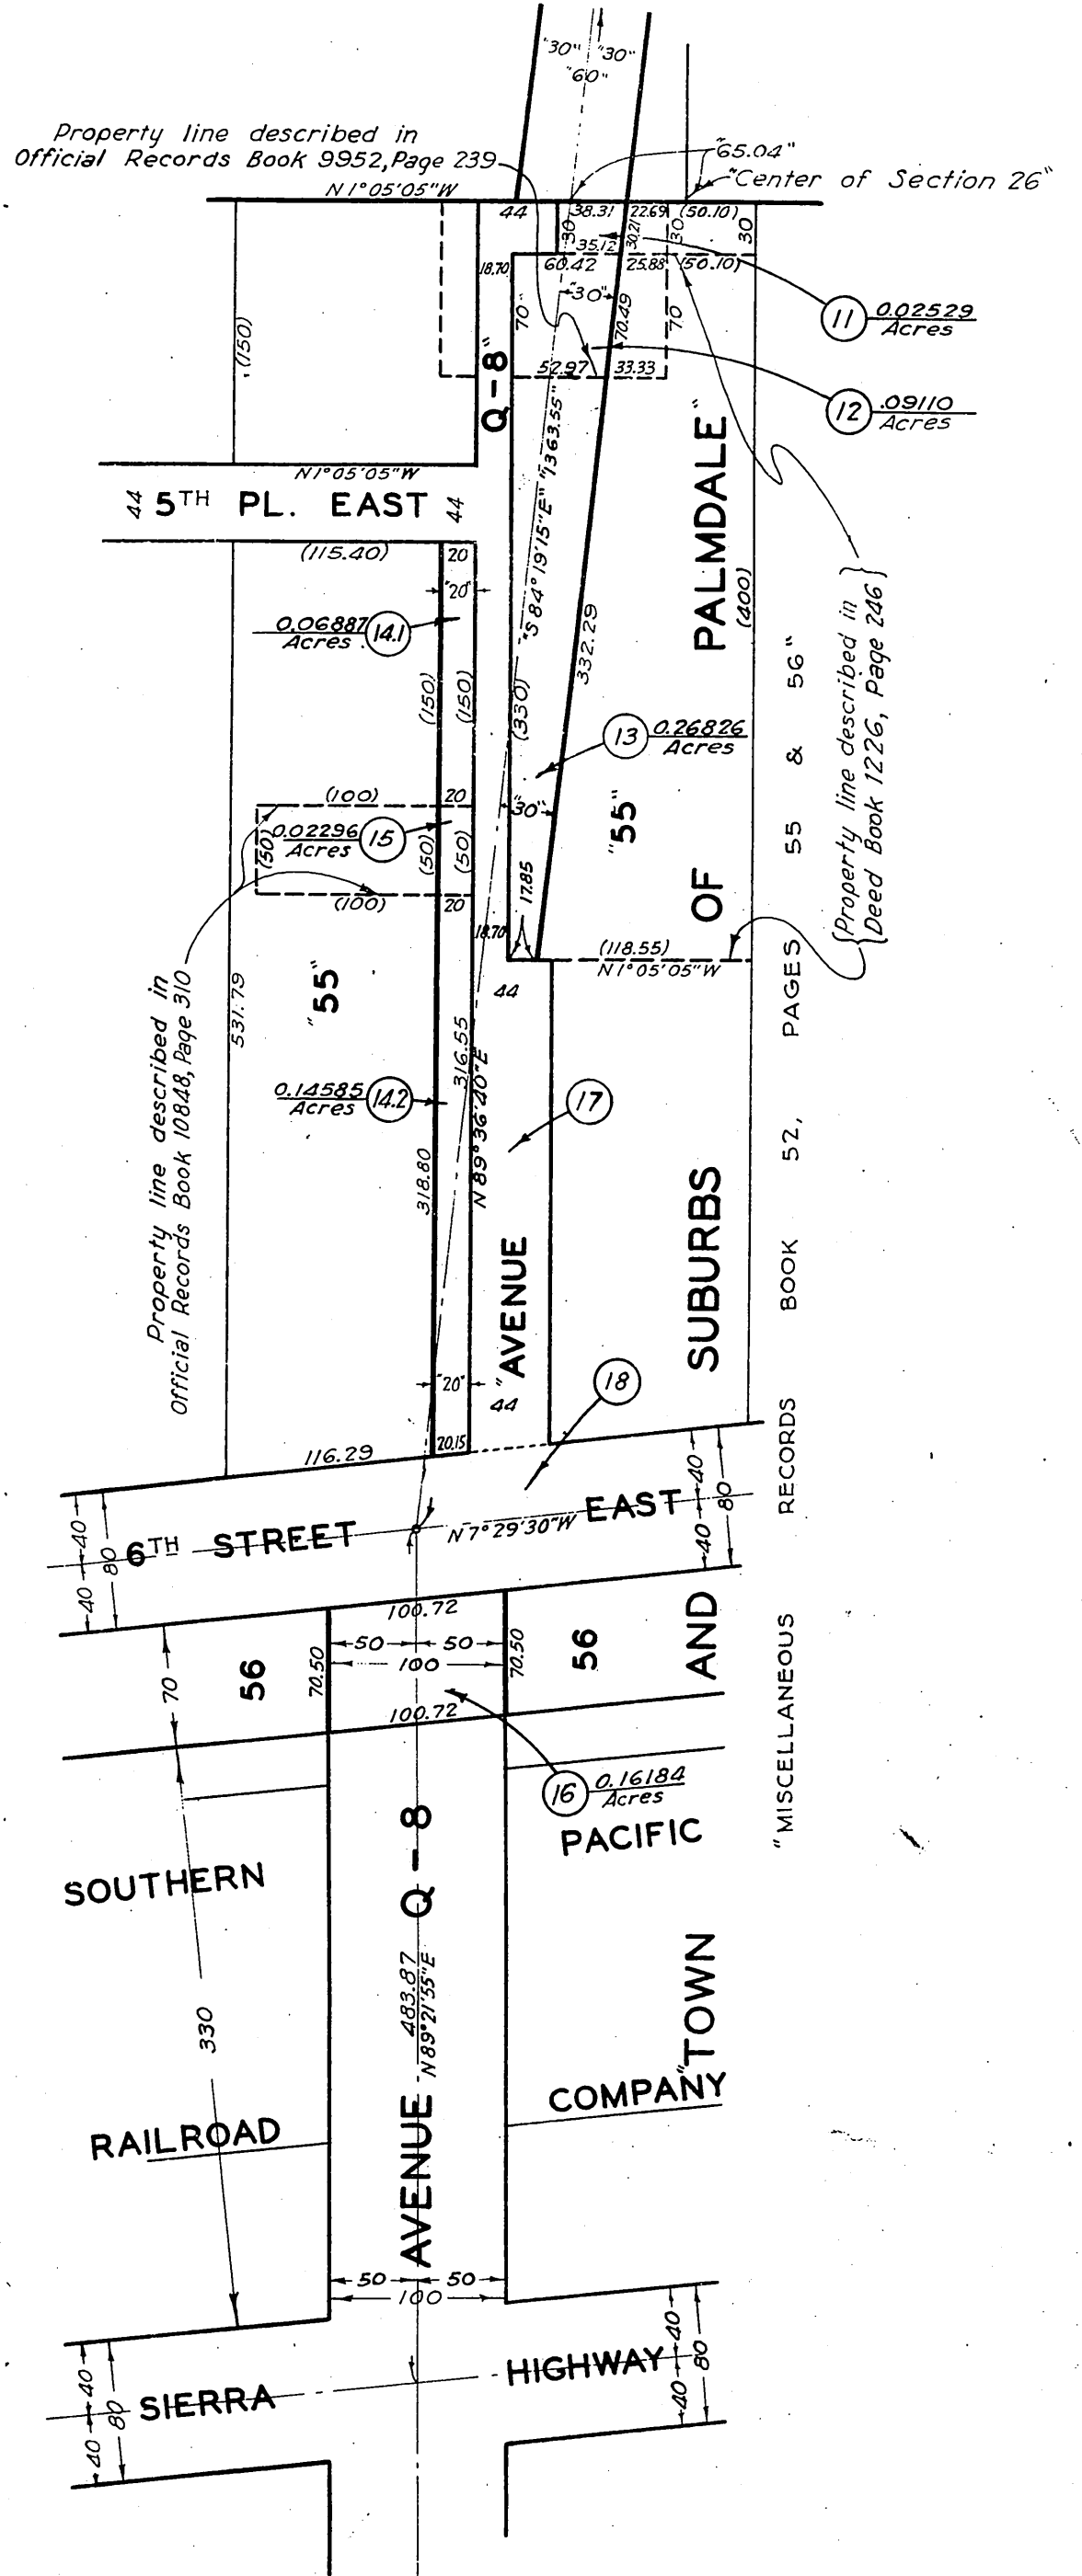 "30" "30"
"60"
Property line described in
Official Records Book 9952, Page 239
"65.04"
"Center of Section 26"
N 1° 05' 05" W
44
38.31
22.69
(50.10)
30
35.12
30.21
30
30
18.70
60.42
25.88
(50.10)
"30"
70
70.49
70
11
0.02529
Acres
(150)
Q-8"
52.97
33.33
12
.09110
Acres
"S 84° 19' 15" E" "1363.55"
PALMDALE"
N 1° 05' 05" W
44
5TH PL. EAST
44
(115.40)
20
"20"
(400)
0.06887
Acres
14.1
332.29
{Property line described in}
{Deed Book 1226, Page 246}
(150)
(150)
(330)
13
0.26826
Acres
(100)
20
"30"
"55"
0.02296
Acres
15
(50)
(50)
(50)
(100)
20
17.85
18.70
OF
(118.55)
N 1° 05' 05" W
44
"55"
531.79
Property line described in
Official Records Book 10848, Page 310
316.55
N 89° 36' 40" E
0.14585
Acres
14.2
17
318.80
SUBURBS
"AVENUE
"20"
44
18
20.15
116.29
40
40
80
6TH STREET
N 7° 29' 30" W
EAST
40
40
80
100.72
50
50
100
70.50
70.50
56
56
AND
70
100.72
16
0.16184
Acres
SOUTHERN
PACIFIC
AVENUE Q-8
483.87
N 89° 21' 55" E
330
"TOWN
RAILROAD
COMPANY
50
50
100
40
40
80
SIERRA
HIGHWAY
40
40
80
"MISCELLANEOUS RECORDS BOOK 52, PAGES 55 & 56"